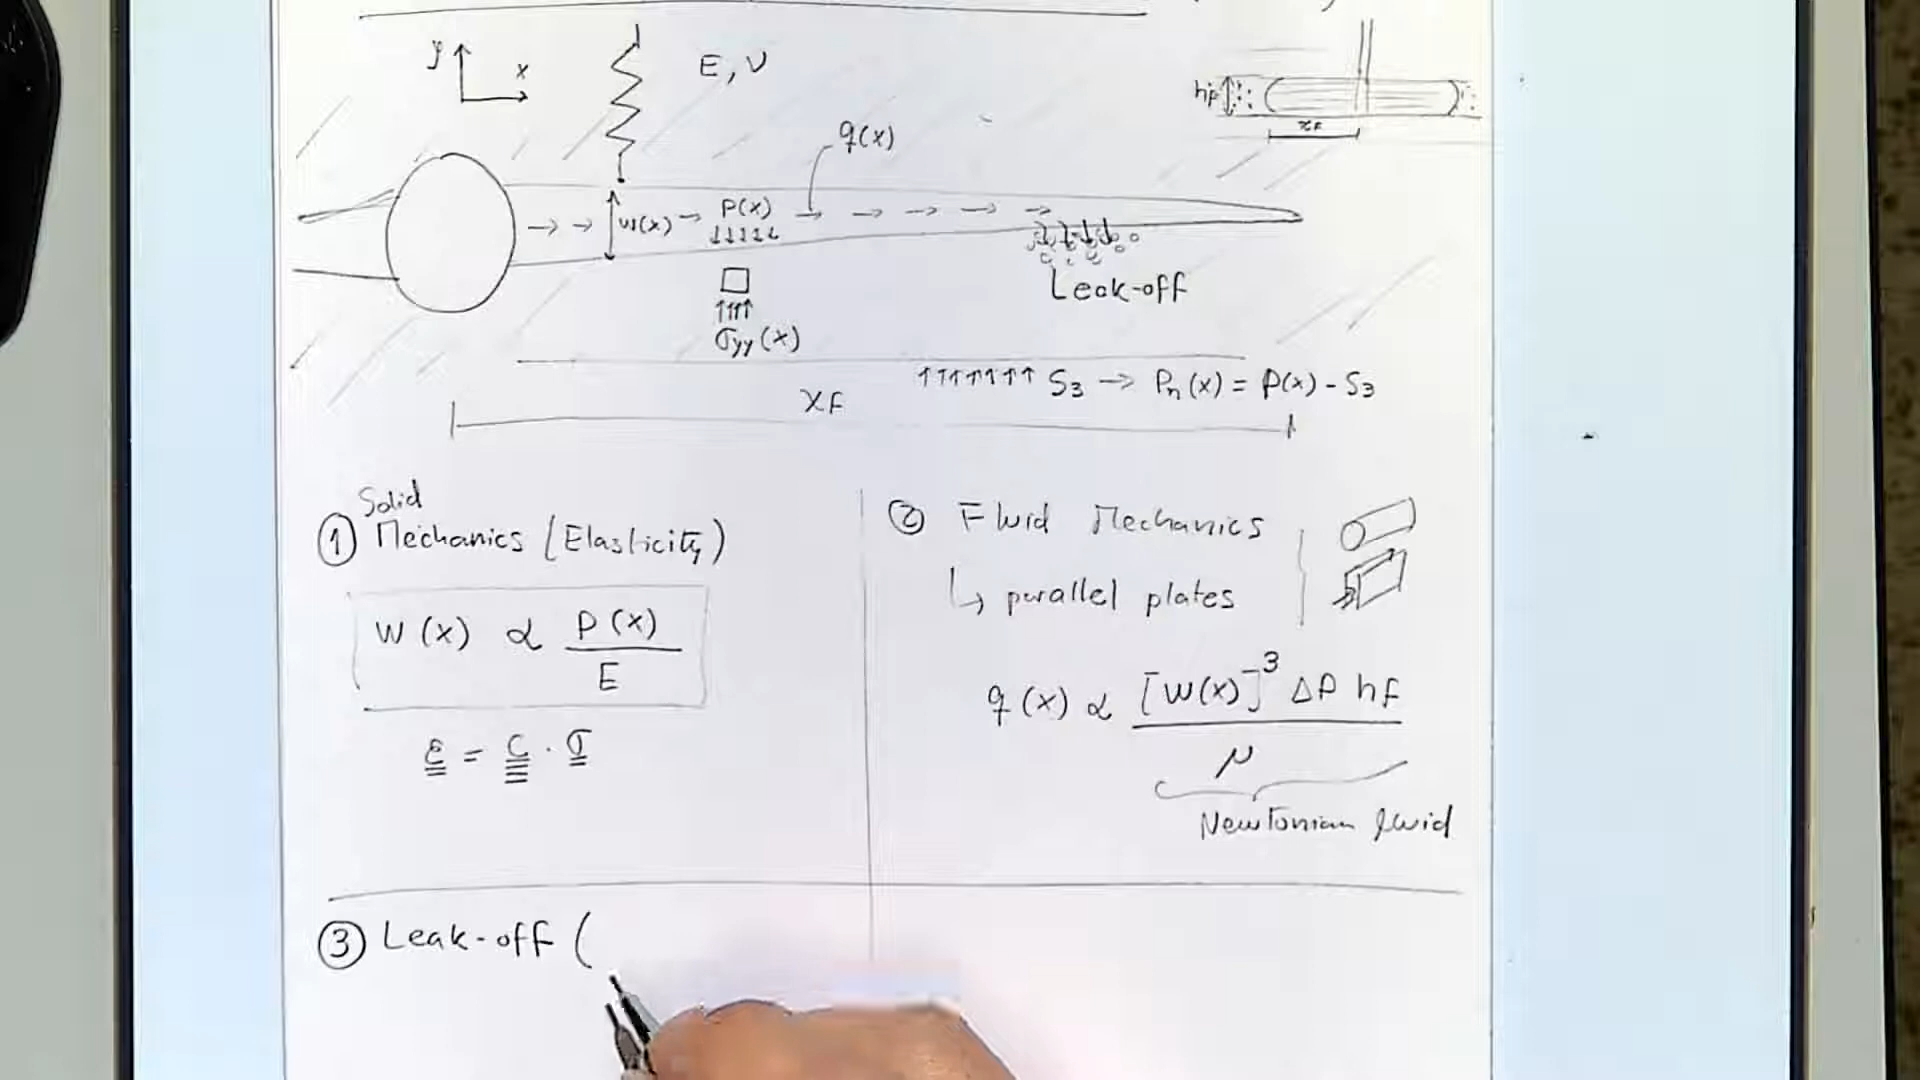 y
x
E, ν
hf
xF
q(x)
w(x)
P(x)
Leak-off
σyy(x)
S3 → Pn(x) = P(x) - S3
xF
① Solid Mechanics (Elasticity)
W(x) ∝ P(x) / E
ε = C · σ
② Fluid Mechanics
↳ parallel plates
q(x) ∝ [W(x)]³ ΔP hf / μ
Newtonian fluid
③ Leak-off (